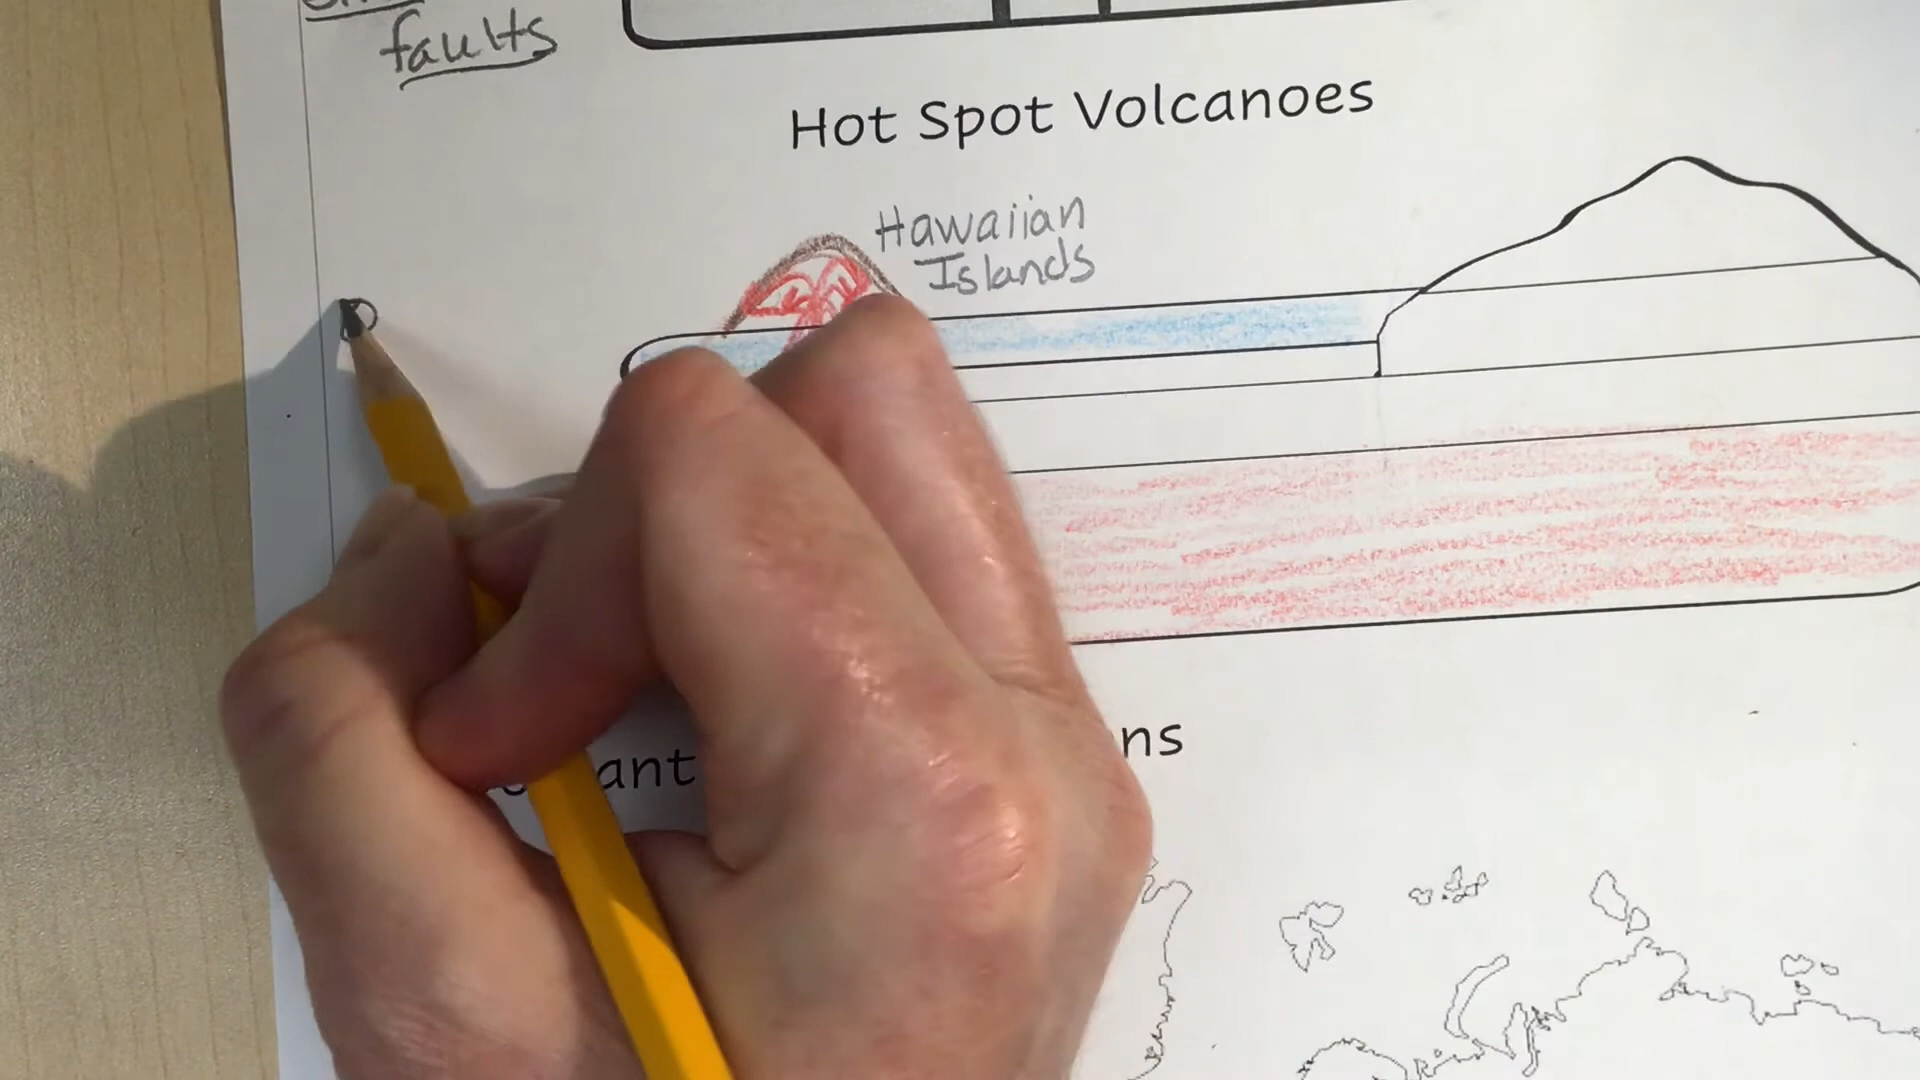 faults
Hot Spot Volcanoes
Hawaiian
Islands